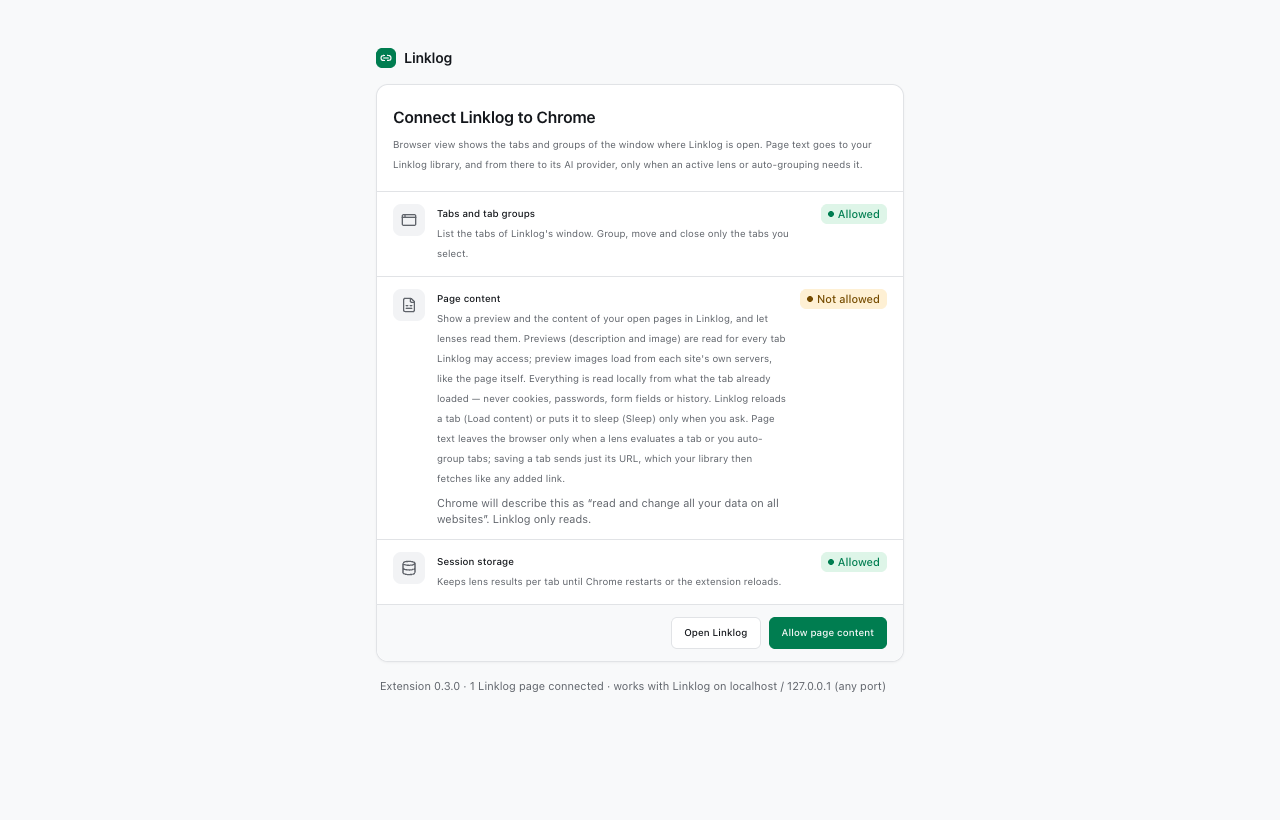 Linklog
Connect Linklog to Chrome
Browser view shows the tabs and groups of the window where Linklog is open. Page text goes to your
Linklog library, and from there to its AI provider, only when an active lens or auto-grouping needs it.
Tabs and tab groups
Allowed
List the tabs of Linklog's window. Group, move and close only the tabs you
select.
Page content
Not allowed
Show a preview and the content of your open pages in Linklog, and let
lenses read them. Previews (description and image) are read for every tab
Linklog may access; preview images load from each site's own servers,
like the page itself. Everything is read locally from what the tab already
loaded — never cookies, passwords, form fields or history. Linklog reloads
a tab (Load content) or puts it to sleep (Sleep) only when you ask. Page
text leaves the browser only when a lens evaluates a tab or you auto-
group tabs; saving a tab sends just its URL, which your library then
fetches like any added link.
Chrome will describe this as “read and change all your data on all
websites”. Linklog only reads.
Session storage
Allowed
Keeps lens results per tab until Chrome restarts or the extension reloads.
Open Linklog
Allow page content
Extension 0.3.0 · 1 Linklog page connected · works with Linklog on localhost / 127.0.0.1 (any port)